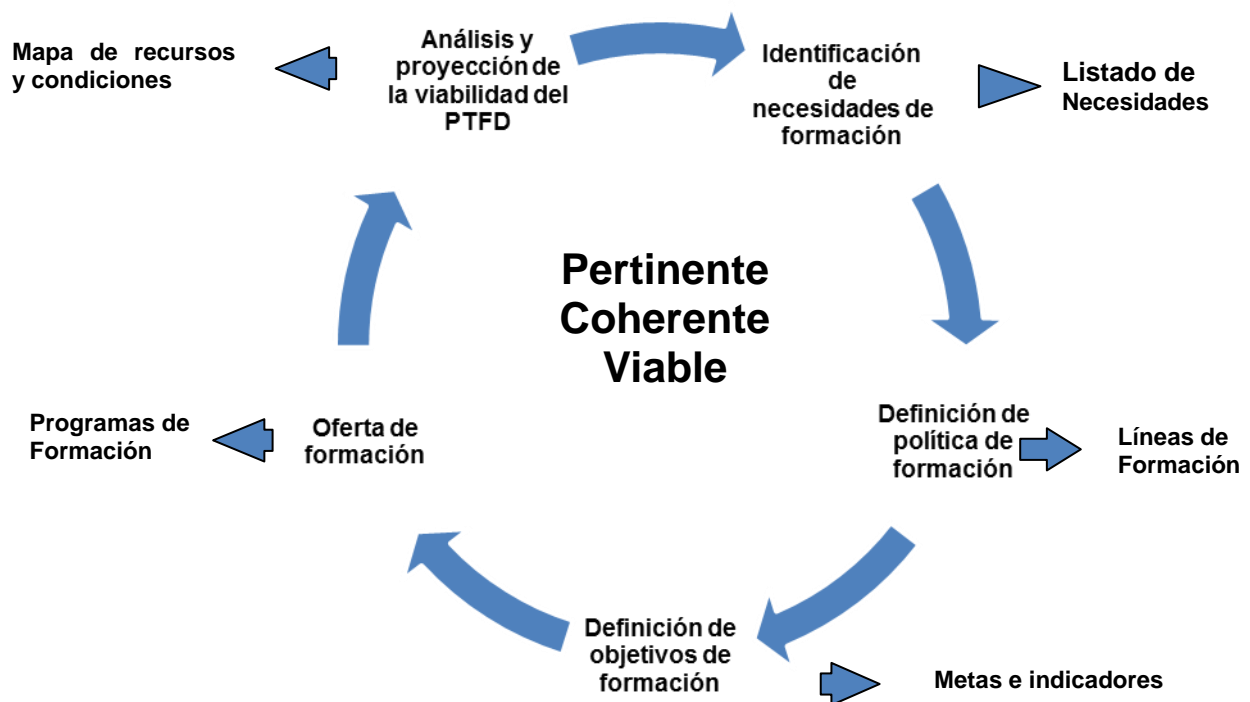 Mapa de recursos
y condiciones
Análisis y
proyección de
la viabilidad del
PTFD
Identificación
de
necesidades de
formación
Listado de
Necesidades
Pertinente
Coherente
Viable
Programas de
Formación
Oferta de
formación
Definición de
política de
formación
Líneas de
Formación
Definición de
objetivos de
formación
Metas e indicadores